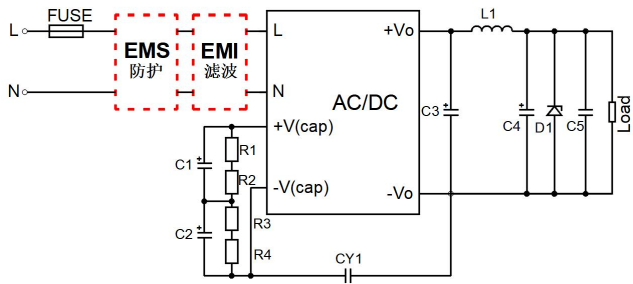 FUSE
L
EMS
防护
EMI
滤波
L
+Vo
L1
N
N
AC/DC
C3
C4
D1
C5
Load
+V(cap)
C1
R1
R2
-V(cap)
-Vo
C2
R3
R4
CY1